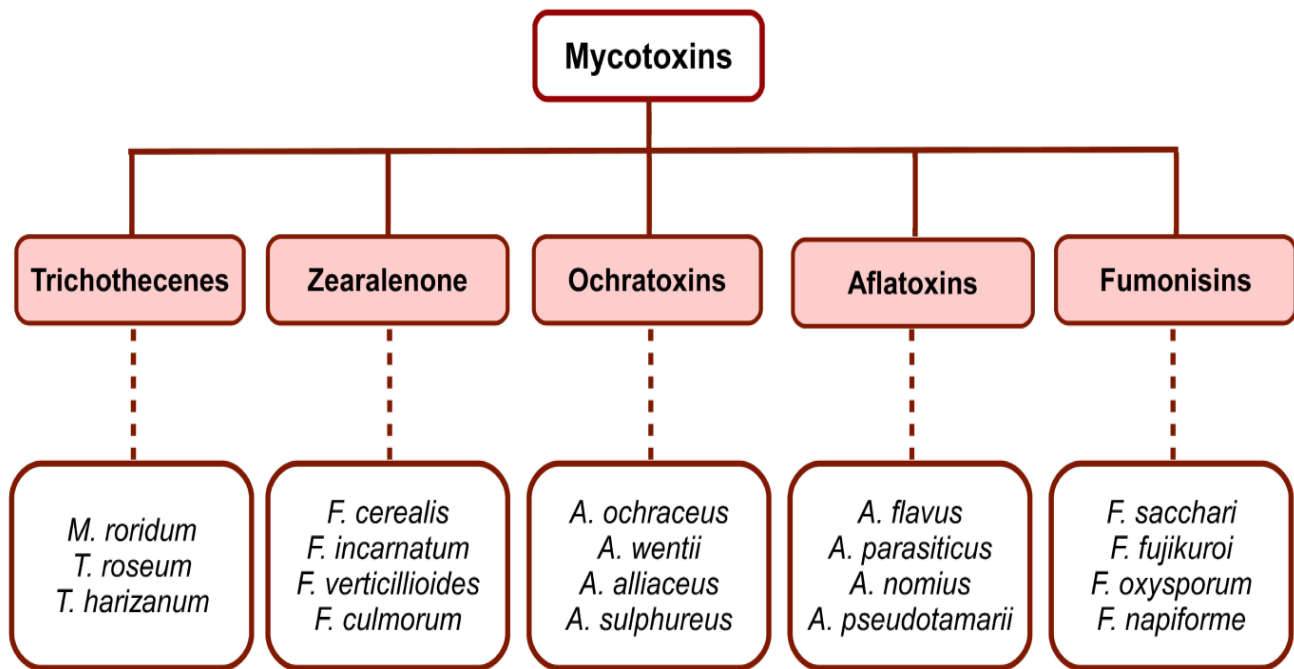 Mycotoxins
Trichothecenes
Zearalenone
Ochratoxins
Aflatoxins
Fumonisins
M. roridum
T. roseum
T. harizanum
F. cerealis
F. incarnatum
F. verticillioides
F. culmorum
A. ochraceus
A. wentii
A. alliaceus
A. sulphureus
A. flavus
A. parasiticus
A. nomius
A. pseudotamarii
F. sacchari
F. fujikuroi
F. oxysporum
F. napiforme